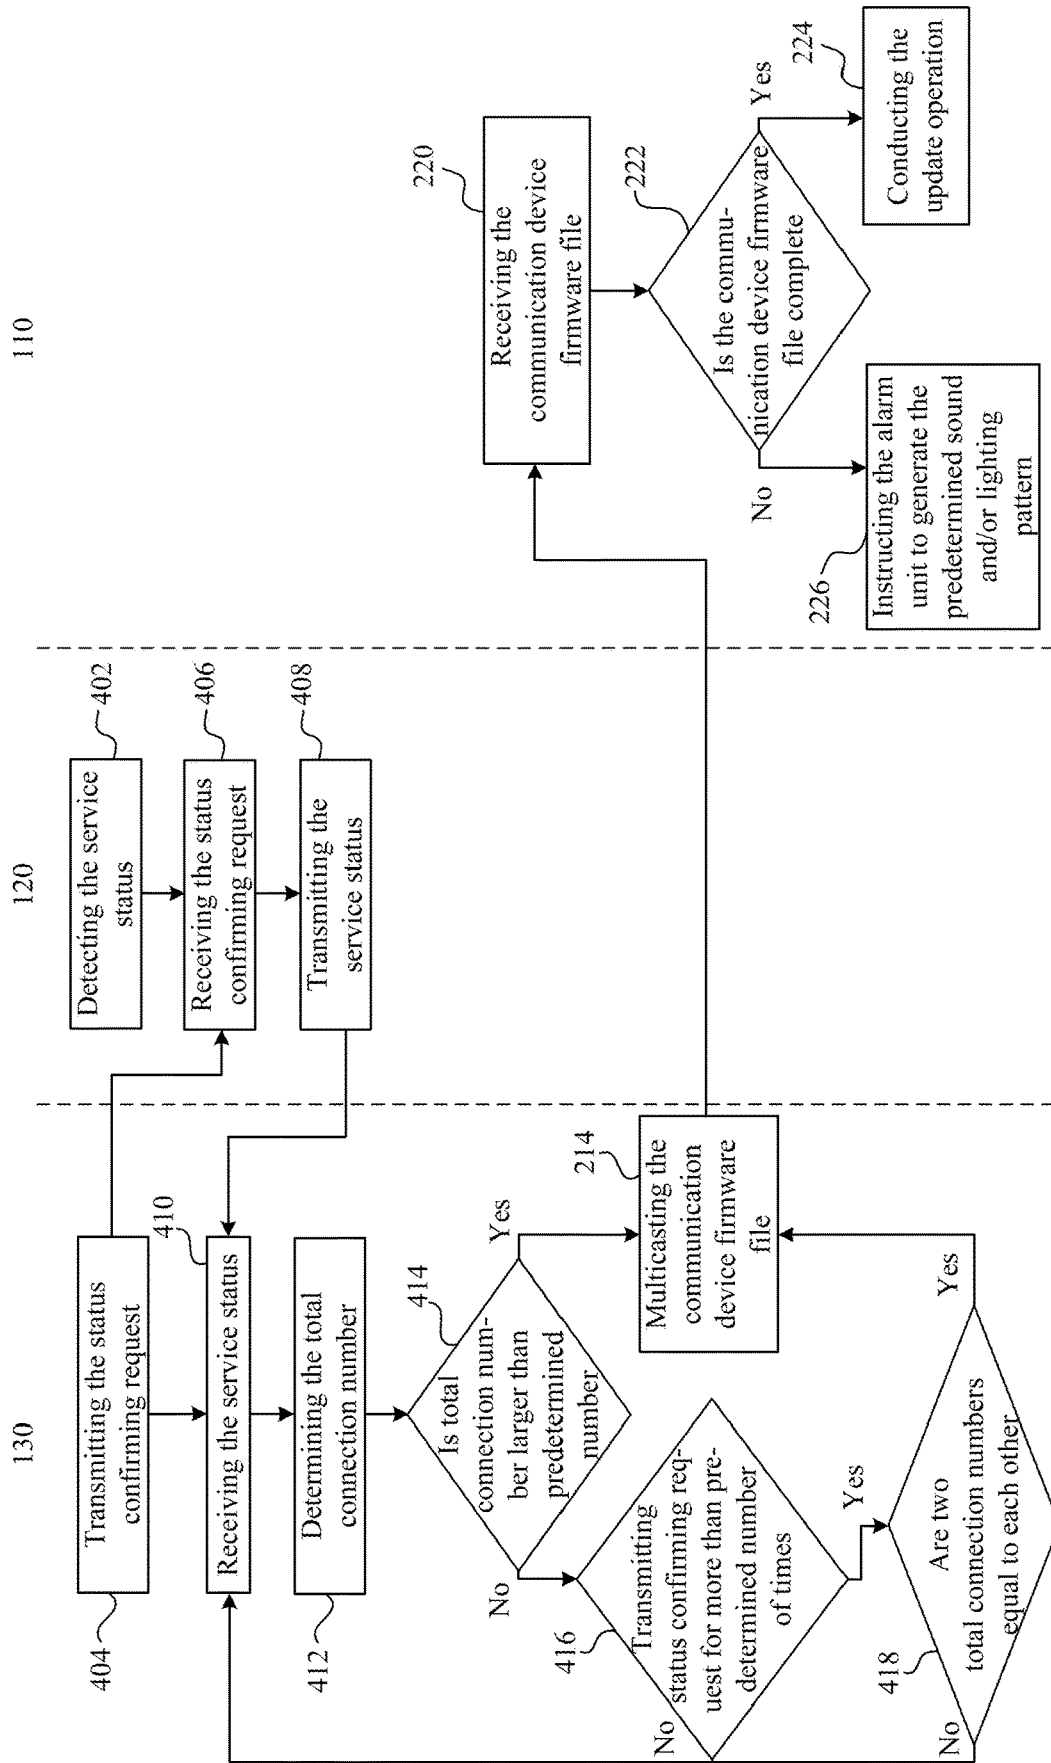 130
120
110
Transmitting the status
confirming request
404
Receiving the service status
410
Determining the total
connection number
412
Is total
connection num-
ber larger than
predetermined
number
414
Yes
No
Transmitting
status confirming req-
uest for more than pre-
determined number
of times
416
Yes
No
Are two
total connection numbers
equal to each other
418
Yes
No
Multicasting the
communication
device firmware
file
214
Detecting the service
status
402
Receiving the status
confirming request
406
Transmitting the
service status
408
Receiving the
communication device
firmware file
220
Is the commu-
nication device firmware
file complete
222
Yes
No
Conducting the
update operation
224
Instructing the alarm
unit to generate the
predetermined sound
and/or lighting
pattern
226